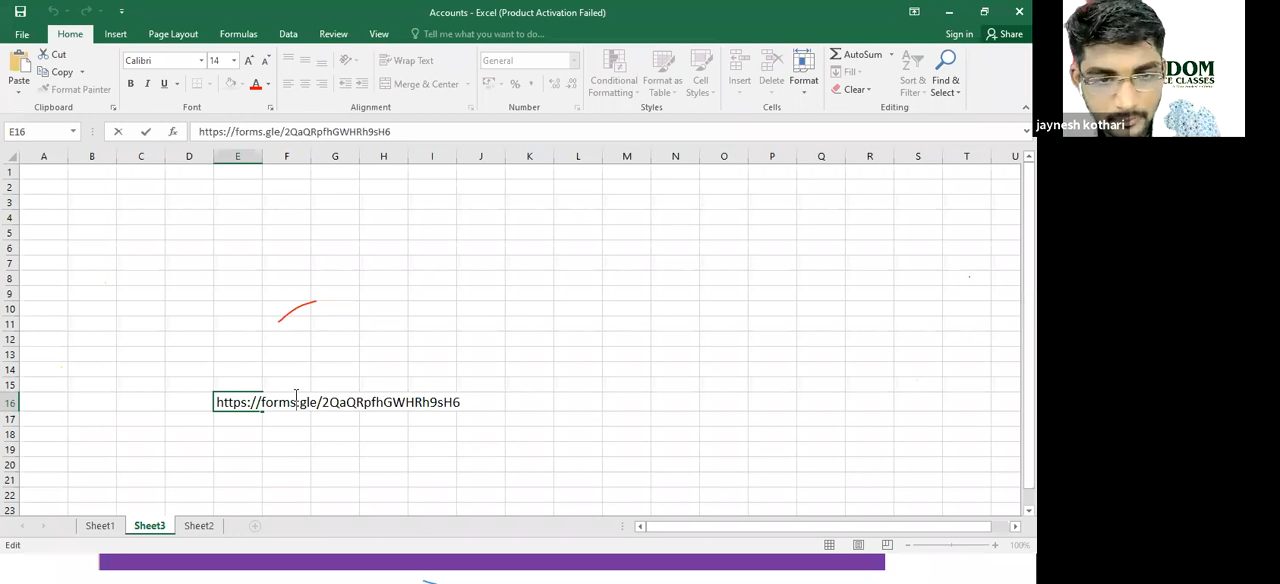 Accounts - Excel (Product Activation Failed)
File Home Insert Page Layout Formulas Data Review View Tell me what you want to do... Sign in Share
Paste Cut Copy Format Painter
Calibri 14 A A B I U A
Wrap Text Merge & Center
General %
Conditional Formatting Format as Table Cell Styles
Insert Delete Format
AutoSum Fill Clear Sort & Filter Find & Select
Clipboard Font Alignment Number Styles Cells Editing
E16 fx https://forms.gle/2QaQRpfhGWHRh9sH6
A B C D E F G H I J K L M N O P Q R S T U
1
2
3
4
5
6
7
8
9
10
11
12
13
14
15
16 https://forms.gle/2QaQRpfhGWHRh9sH6
17
18
19
20
21
22
23
Sheet1 Sheet3 Sheet2
Edit 100%
DOM
CE CLASSES
jaynesh kothari